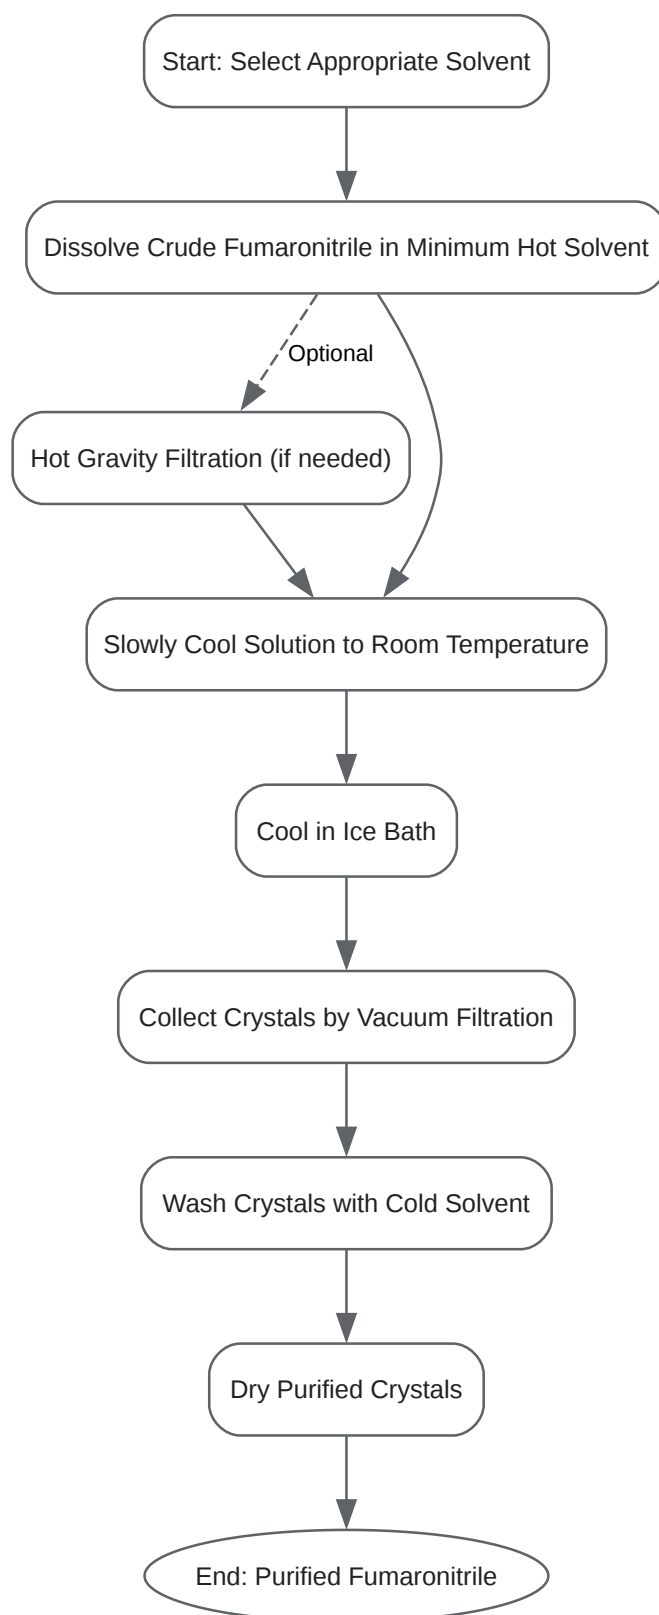 Start: Select Appropriate Solvent
Dissolve Crude Fumaronitrile in Minimum Hot Solvent
Optional
Hot Gravity Filtration (if needed)
Slowly Cool Solution to Room Temperature
Cool in Ice Bath
Collect Crystals by Vacuum Filtration
Wash Crystals with Cold Solvent
Dry Purified Crystals
End: Purified Fumaronitrile